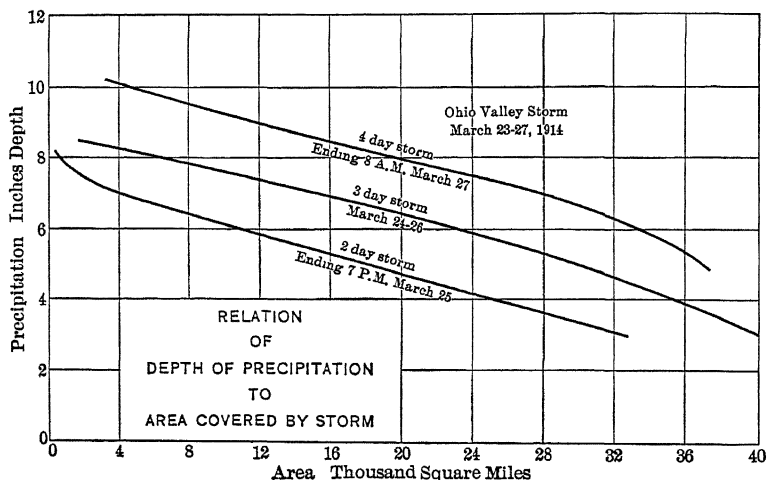 12
10
8
6
4
2
0
Precipitation Inches Depth
Ohio Valley Storm
March 23-27, 1914
4 day storm
Ending 8 A.M. March 27
3 day storm
March 24-26
2 day storm
Ending 7 P.M. March 25
RELATION
OF
DEPTH OF PRECIPITATION
TO
AREA COVERED BY STORM
0 4 8 12 16 20 24 28 32 36 40
Area Thousand Square Miles